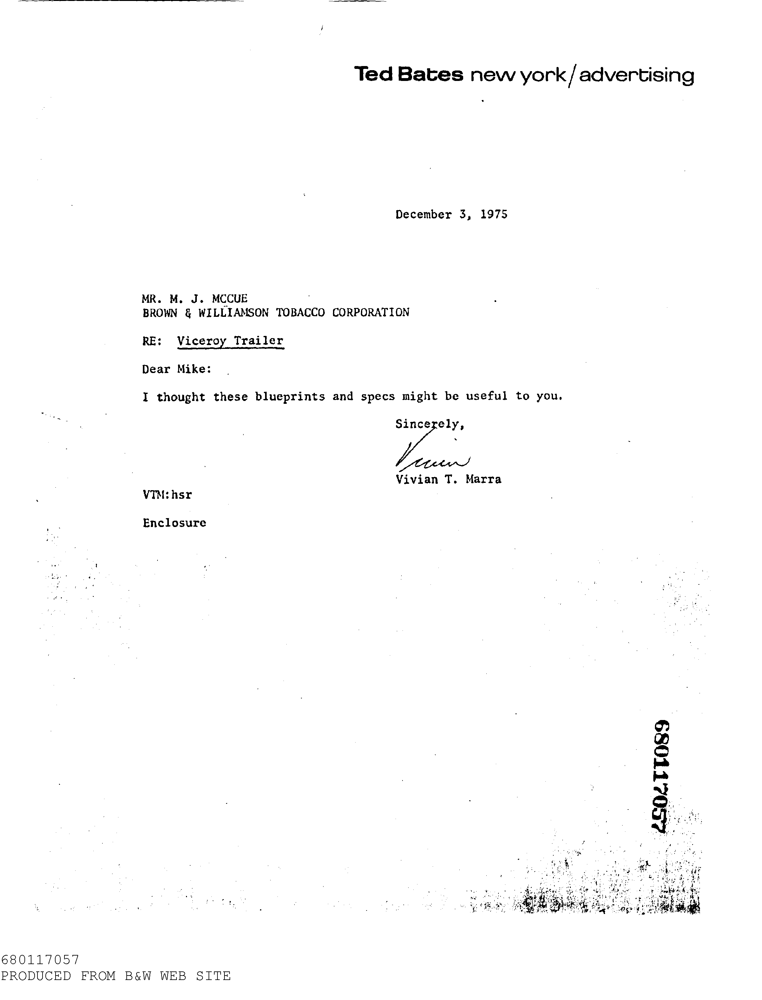 Ted Bates new york/advertising
December 3, 1975
MR. M. J. MCCUE
BROWN & WILLIAMSON TOBACCO CORPORATION
RE: Viceroy Trailer
Dear Mike:
I thought these blueprints and specs might be useful to you.
Sincerely,
Vivian
Vivian T. Marra
VTM:hsr
Enclosure
680117057
680117057
PRODUCED FROM B&W WEB SITE